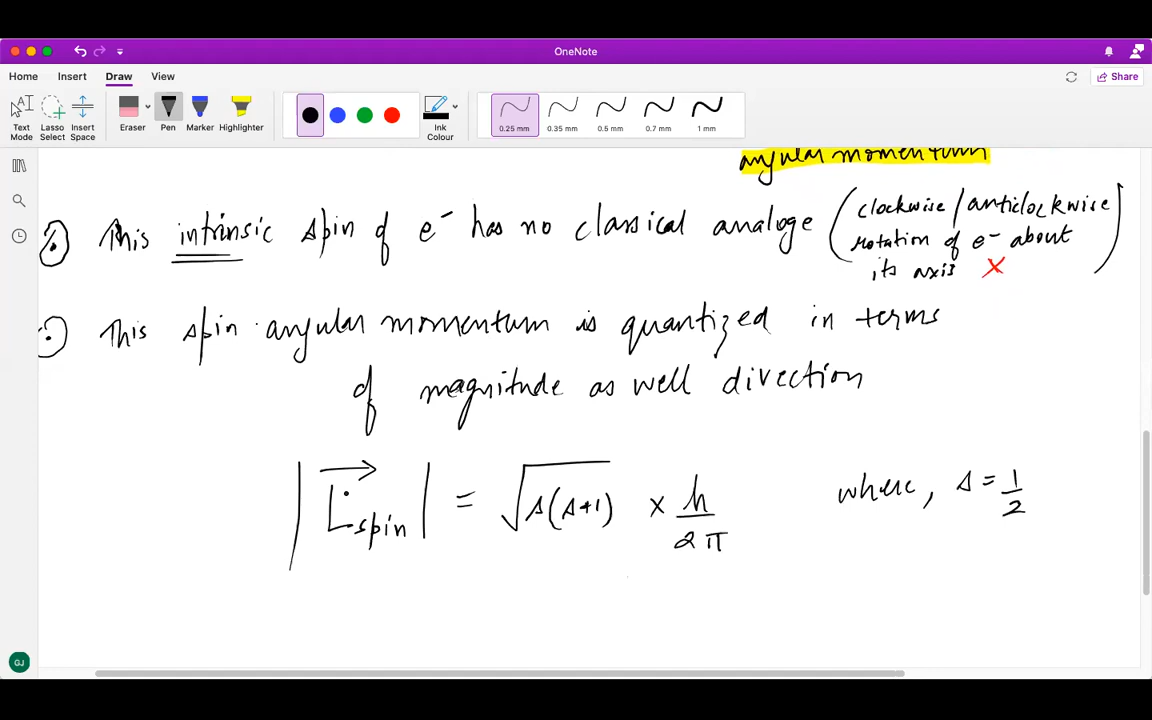 OneNote
Home Insert Draw View
Share
Text Mode
Lasso Select
Insert Space
Eraser
Pen
Marker
Highlighter
Ink Colour
0.25 mm
0.35 mm
0.5 mm
0.7 mm
1 mm
angular momentum
This intrinsic spin of e⁻ has no classical analoge (clockwise/anticlockwise
rotation of e⁻ about
its axis ✗)
This spin angular momentum is quantized in terms
of magnitude as well direction
|L⃗spin| = √s(s+1) × h/2π where, s = 1/2
GJ